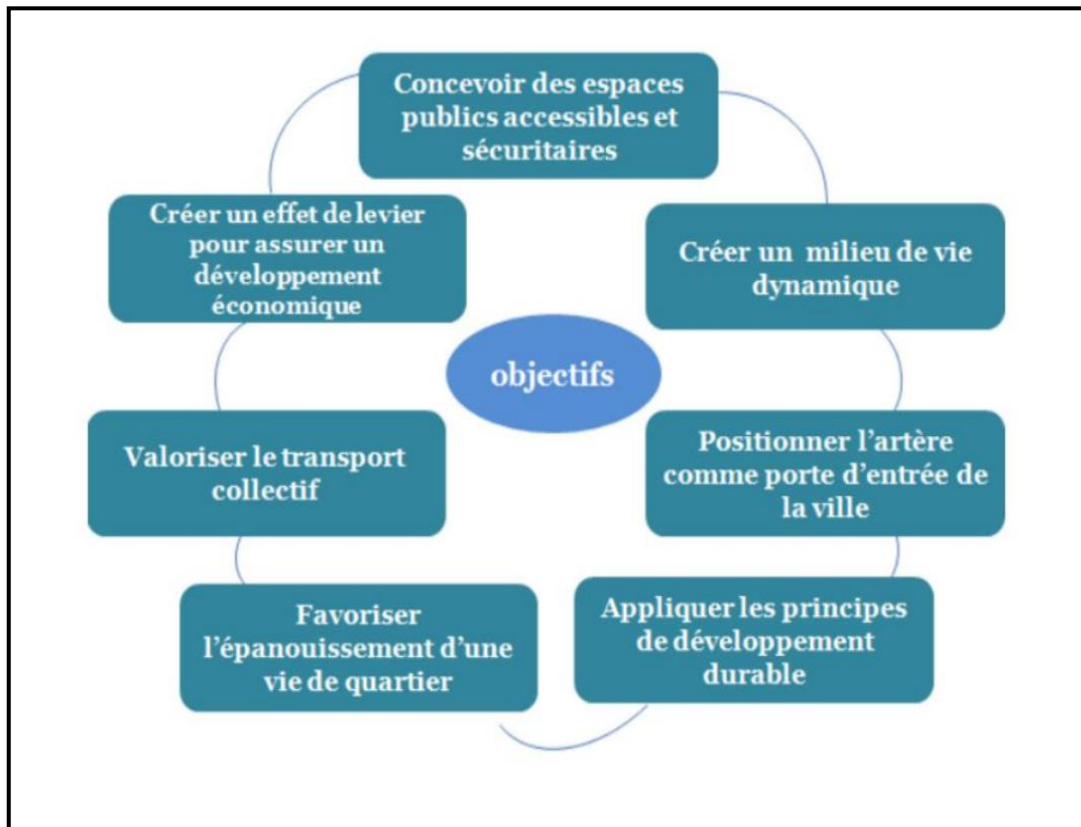 Concevoir des espaces
publics accessibles et
sécuritaires
Créer un effet de levier
pour assurer un
développement
économique
Créer un milieu de vie
dynamique
objectifs
Valoriser le transport
collectif
Positionner l’artère
comme porte d’entrée de
la ville
Favoriser
l’épanouissement d’une
vie de quartier
Appliquer les principes
de développement
durable